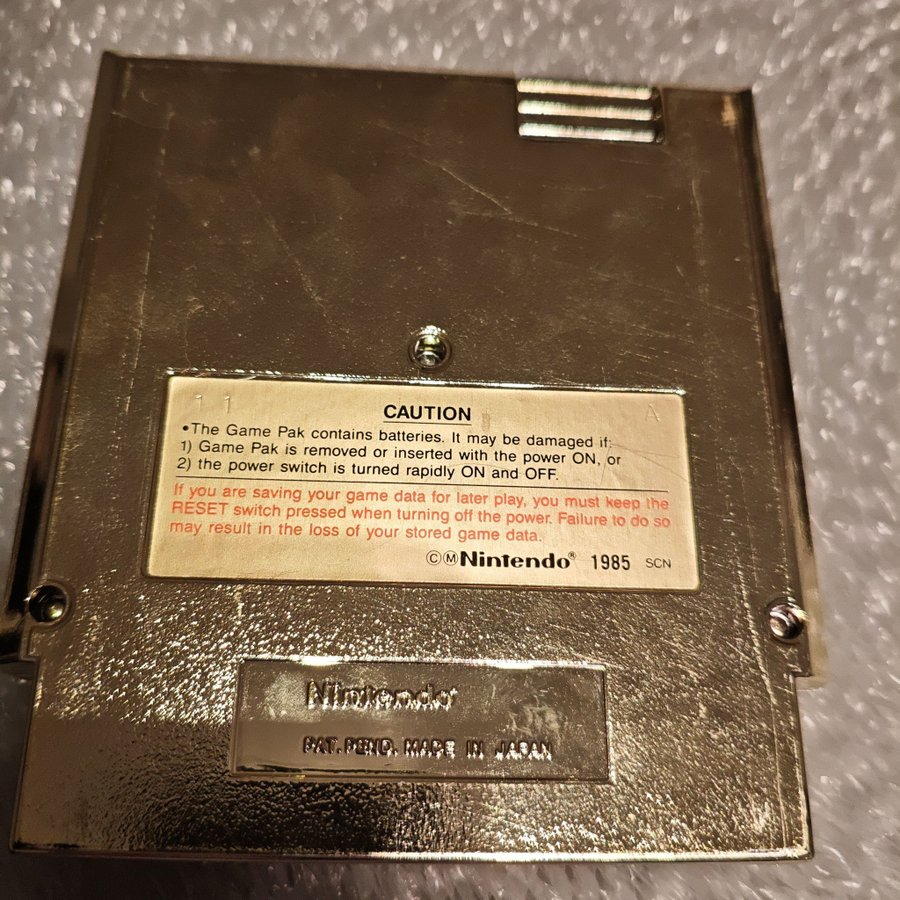 11 A
CAUTION
•The Game Pak contains batteries. It may be damaged if:
1) Game Pak is removed or inserted with the power ON, or
2) the power switch is turned rapidly ON and OFF.
If you are saving your game data for later play, you must keep the
RESET switch pressed when turning off the power. Failure to do so
may result in the loss of your stored game data.
©ⓂNintendo® 1985 SCN
Nintendo®
PAT. PEND. MADE IN JAPAN